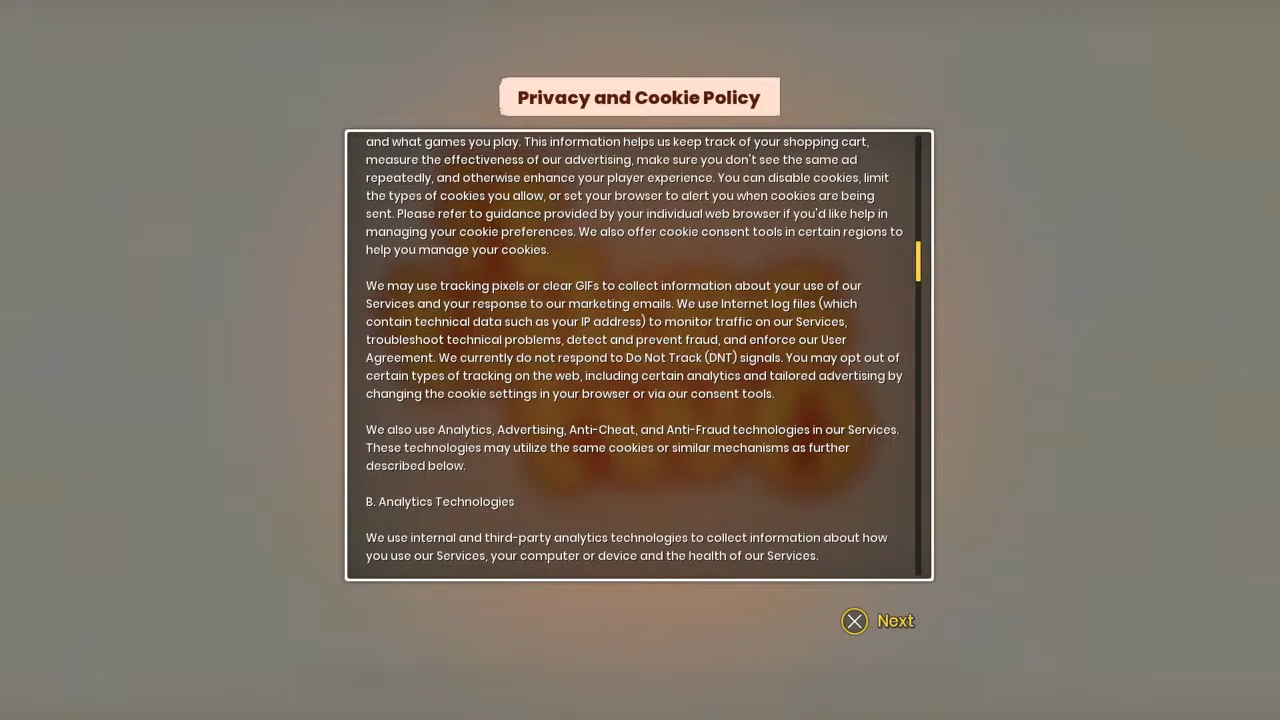 Privacy and Cookie Policy
and what games you play. This information helps us keep track of your shopping cart,
measure the effectiveness of our advertising, make sure you don't see the same ad
repeatedly, and otherwise enhance your player experience. You can disable cookies, limit
the types of cookies you allow, or set your browser to alert you when cookies are being
sent. Please refer to guidance provided by your individual web browser if you'd like help in
managing your cookie preferences. We also offer cookie consent tools in certain regions to
help you manage your cookies.
We may use tracking pixels or clear GIFs to collect information about your use of our
Services and your response to our marketing emails. We use Internet log files (which
contain technical data such as your IP address) to monitor traffic on our Services,
troubleshoot technical problems, detect and prevent fraud, and enforce our User
Agreement. We currently do not respond to Do Not Track (DNT) signals. You may opt out of
certain types of tracking on the web, including certain analytics and tailored advertising by
changing the cookie settings in your browser or via our consent tools.
We also use Analytics, Advertising, Anti-Cheat, and Anti-Fraud technologies in our Services.
These technologies may utilize the same cookies or similar mechanisms as further
described below.
B. Analytics Technologies
We use internal and third-party analytics technologies to collect information about how
you use our Services, your computer or device and the health of our Services.
Next